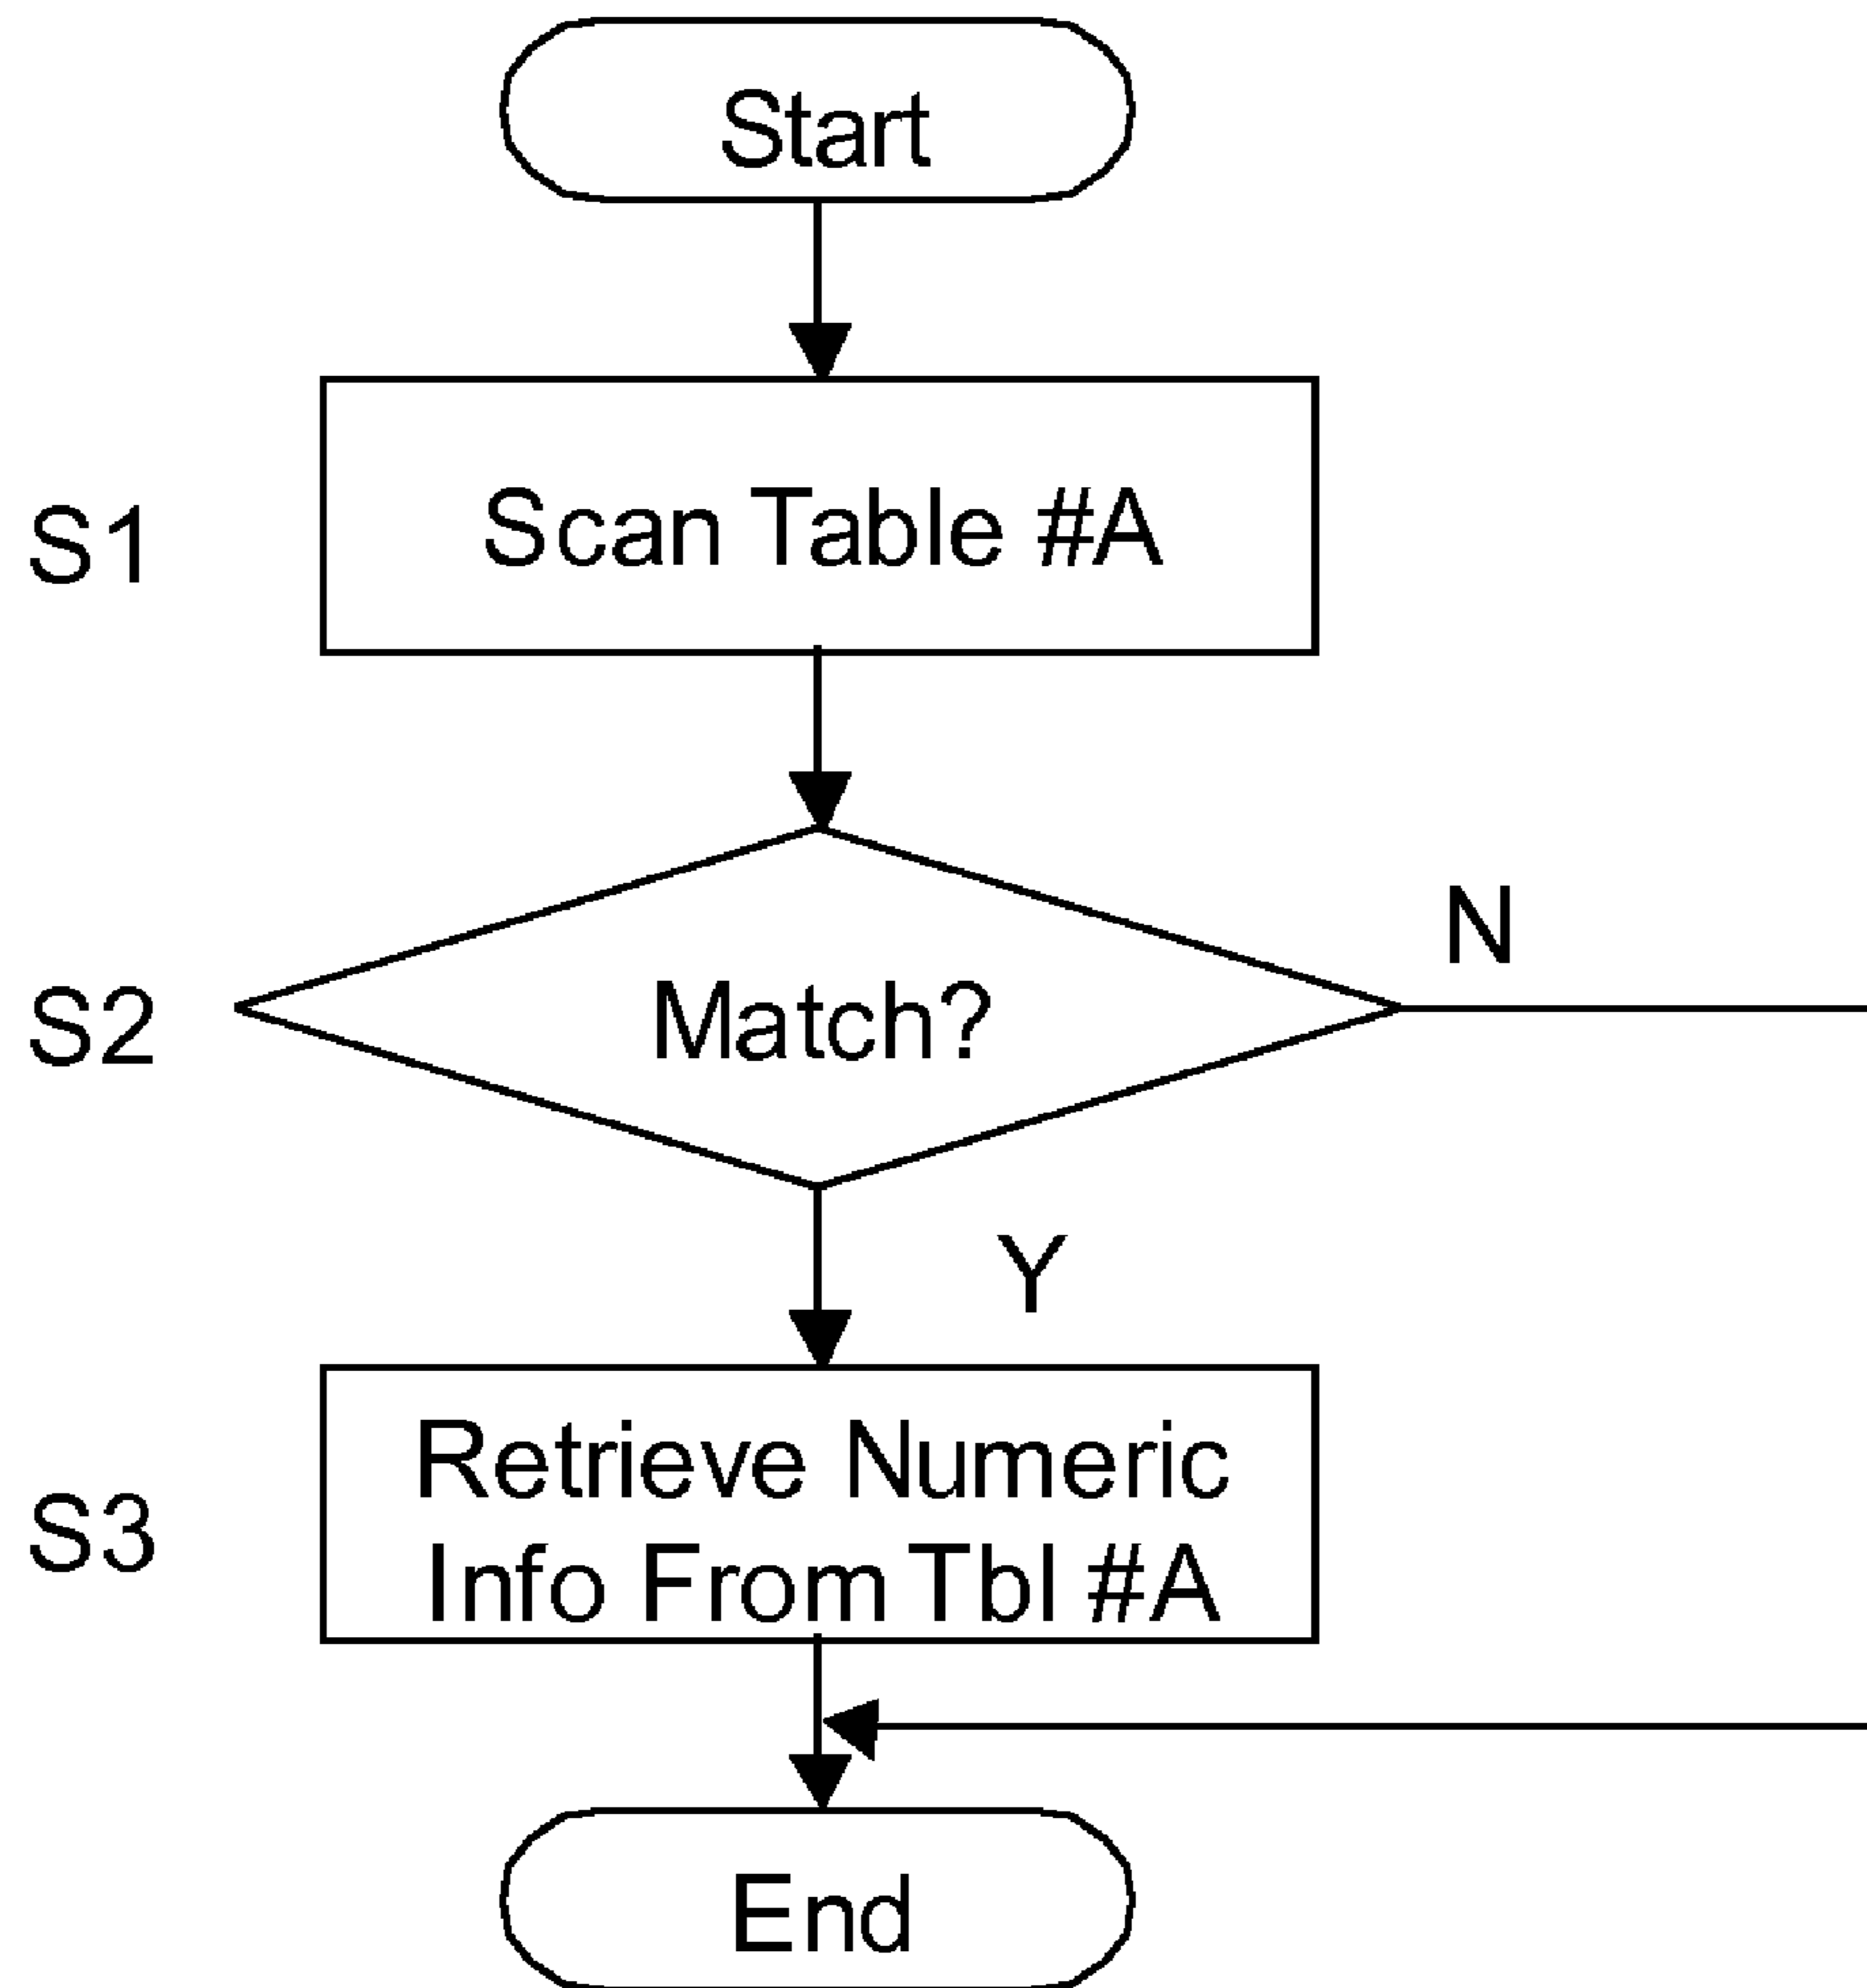 Start
S1
Scan Table #A
S2
Match?
N
Y
S3
Retrieve Numeric
Info From Tbl #A
End